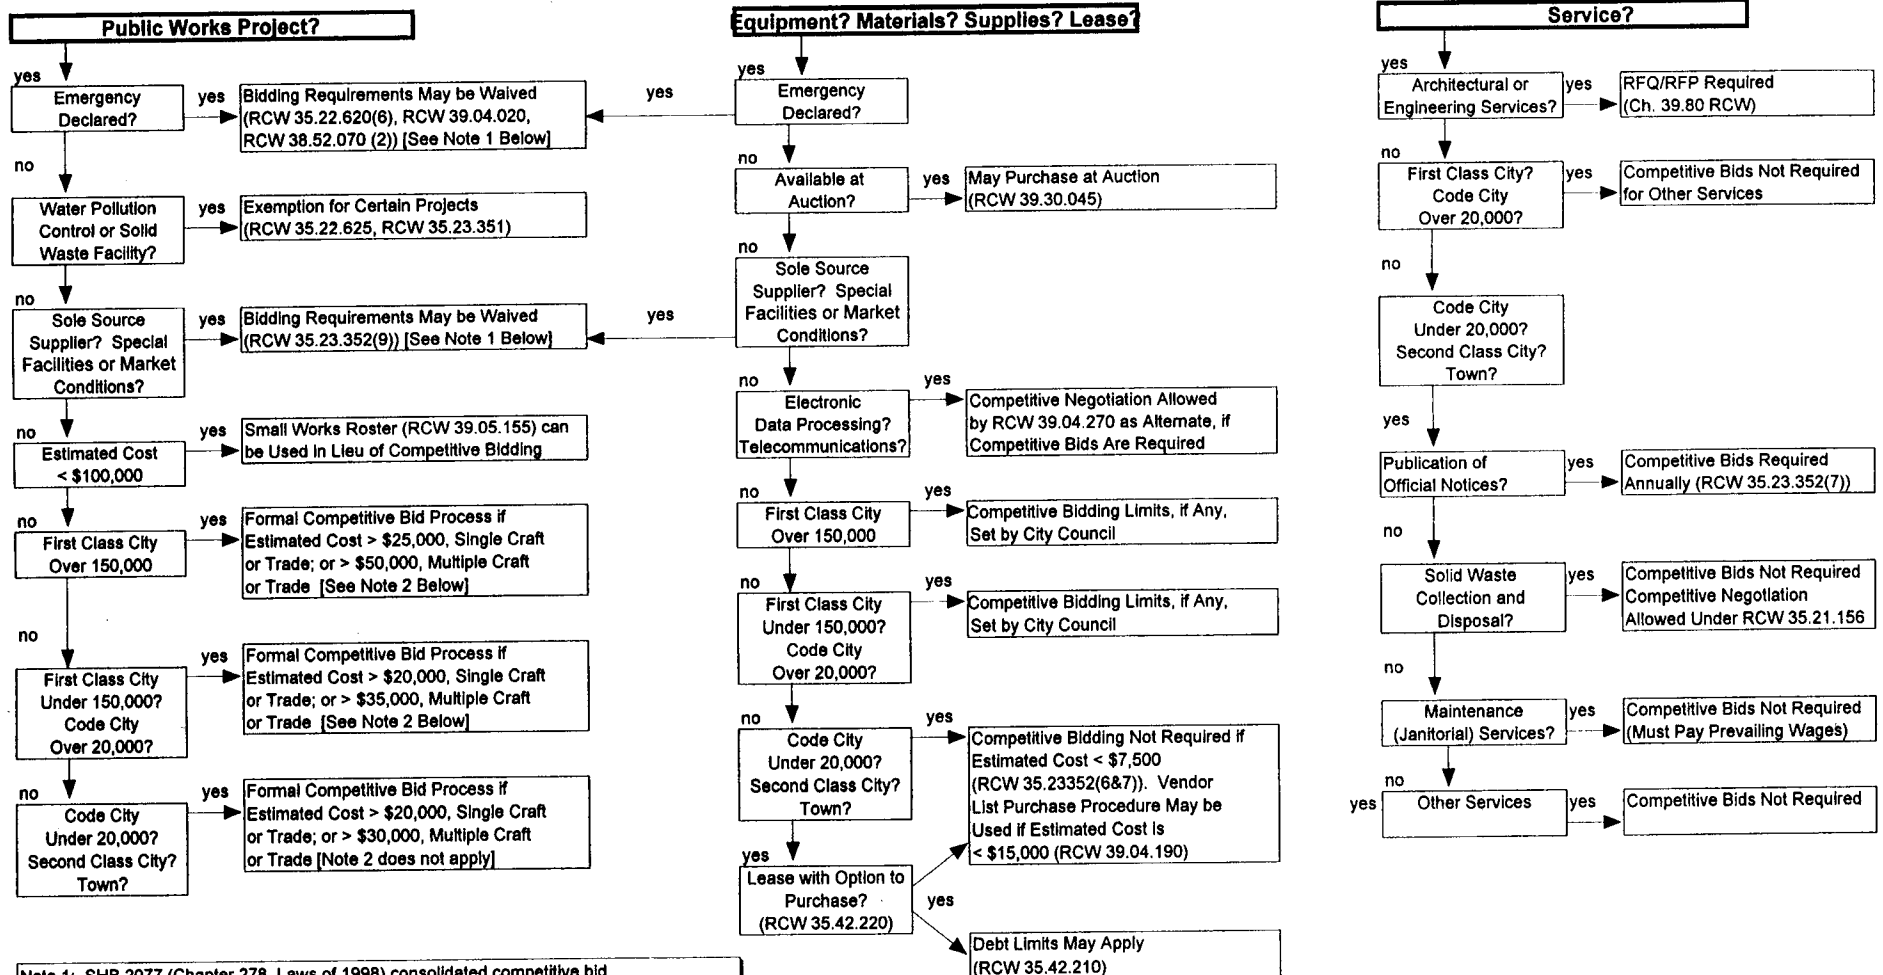 Public Works Project?
yes
Emergency
Declared?
yes
Bidding Requirements May be Waived
(RCW 35.22.620(6), RCW 39.04.020,
RCW 38.52.070 (2)) [See Note 1 Below]
no
Water Pollution
Control or Solid
Waste Facility?
yes
Exemption for Certain Projects
(RCW 35.22.625, RCW 35.23.351)
no
Sole Source
Supplier? Special
Facilities or Market
Conditions?
yes
Bidding Requirements May be Waived
(RCW 35.23.352(9)) [See Note 1 Below]
no
Estimated Cost
< $100,000
yes
Small Works Roster (RCW 39.05.155) can
be Used in Lieu of Competitive Bidding
no
First Class City
Over 150,000
yes
Formal Competitive Bid Process if
Estimated Cost > $25,000, Single Craft
or Trade; or > $50,000, Multiple Craft
or Trade [See Note 2 Below]
no
First Class City
Under 150,000?
Code City
Over 20,000?
yes
Formal Competitive Bid Process if
Estimated Cost > $20,000, Single Craft
or Trade; or > $35,000, Multiple Craft
or Trade [See Note 2 Below]
no
Code City
Under 20,000?
Second Class City?
Town?
yes
Formal Competitive Bid Process if
Estimated Cost > $20,000, Single Craft
or Trade; or > $30,000, Multiple Craft
or Trade [Note 2 does not apply]
Note 1: SHB 2077 (Chapter 278, Laws of 1998) consolidated competitive bid
Equipment? Materials? Supplies? Lease?
yes
Emergency
Declared?
yes
no
Available at
Auction?
yes
May Purchase at Auction
(RCW 39.30.045)
no
Sole Source
Supplier? Special
Facilities or Market
Conditions?
yes
no
Electronic
Data Processing?
Telecommunications?
yes
Competitive Negotiation Allowed
by RCW 39.04.270 as Alternate, if
Competitive Bids Are Required
no
First Class City
Over 150,000
yes
Competitive Bidding Limits, if Any,
Set by City Council
no
First Class City
Under 150,000?
Code City
Over 20,000?
yes
Competitive Bidding Limits, if Any,
Set by City Council
no
Code City
Under 20,000?
Second Class City?
Town?
yes
Competitive Bidding Not Required if
Estimated Cost < $7,500
(RCW 35.23352(6&7)). Vendor
List Purchase Procedure May be
Used if Estimated Cost is
< $15,000 (RCW 39.04.190)
yes
Lease with Option to
Purchase?
(RCW 35.42.220)
yes
Debt Limits May Apply
(RCW 35.42.210)
Service?
yes
Architectural or
Engineering Services?
yes
RFQ/RFP Required
(Ch. 39.80 RCW)
no
First Class City?
Code City
Over 20,000?
yes
Competitive Bids Not Required
for Other Services
no
Code City
Under 20,000?
Second Class City?
Town?
yes
Publication of
Official Notices?
yes
Competitive Bids Required
Annually (RCW 35.23.352(7))
no
Solid Waste
Collection and
Disposal?
yes
Competitive Bids Not Required
Competitive Negotiation
Allowed Under RCW 35.21.156
no
Maintenance
(Janitorial) Services?
yes
Competitive Bids Not Required
(Must Pay Prevailing Wages)
no
yes
Other Services
yes
Competitive Bids Not Required